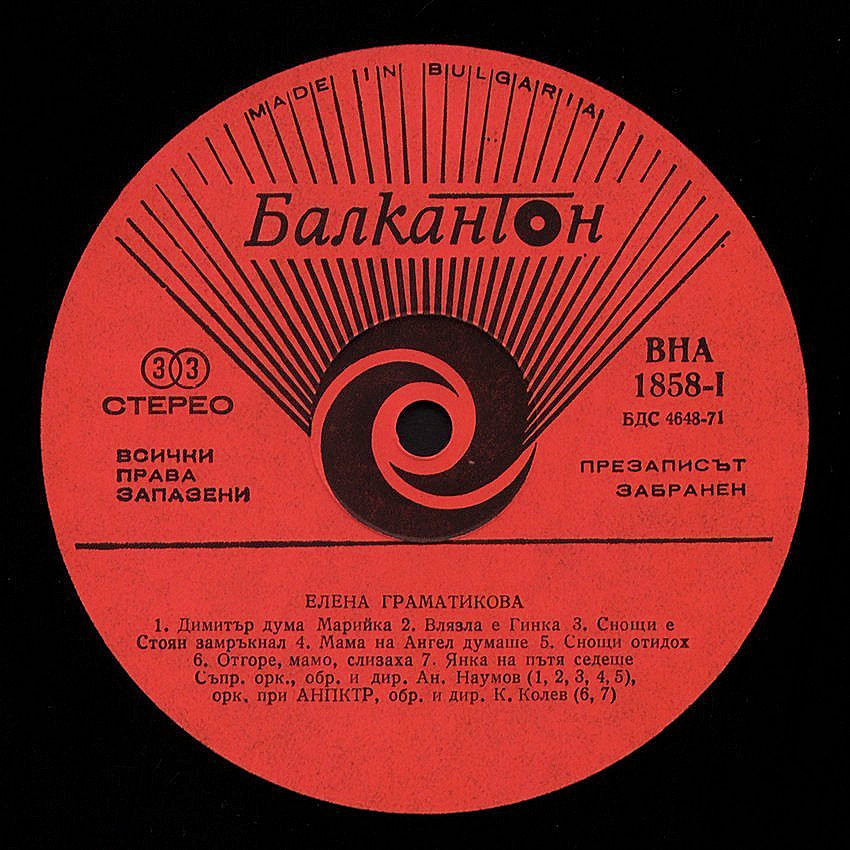 MADE IN BULGARIA
Балкантон
33
СТЕРЕО
ВСИЧКИ
ПРАВА
ЗАПАЗЕНИ
ВНА
1858-I
БДС 4648-71
ПРЕЗАПИСЪТ
ЗАБРАНЕН
ЕЛЕНА ГРАМАТИКОВА
1. Димитър дума Марийка 2. Влязла е Гинка 3. Снощи е
Стоян замръкнал 4. Мама на Ангел думаше 5. Снощи отидох
6. Отгоре, мамо, слизаха 7. Янка на пътя седеше
Съпр. орк., обр. и дир. Ан. Наумов (1, 2, 3, 4, 5),
орк. при АНПКТР, обр. и дир. К. Колев (6, 7)